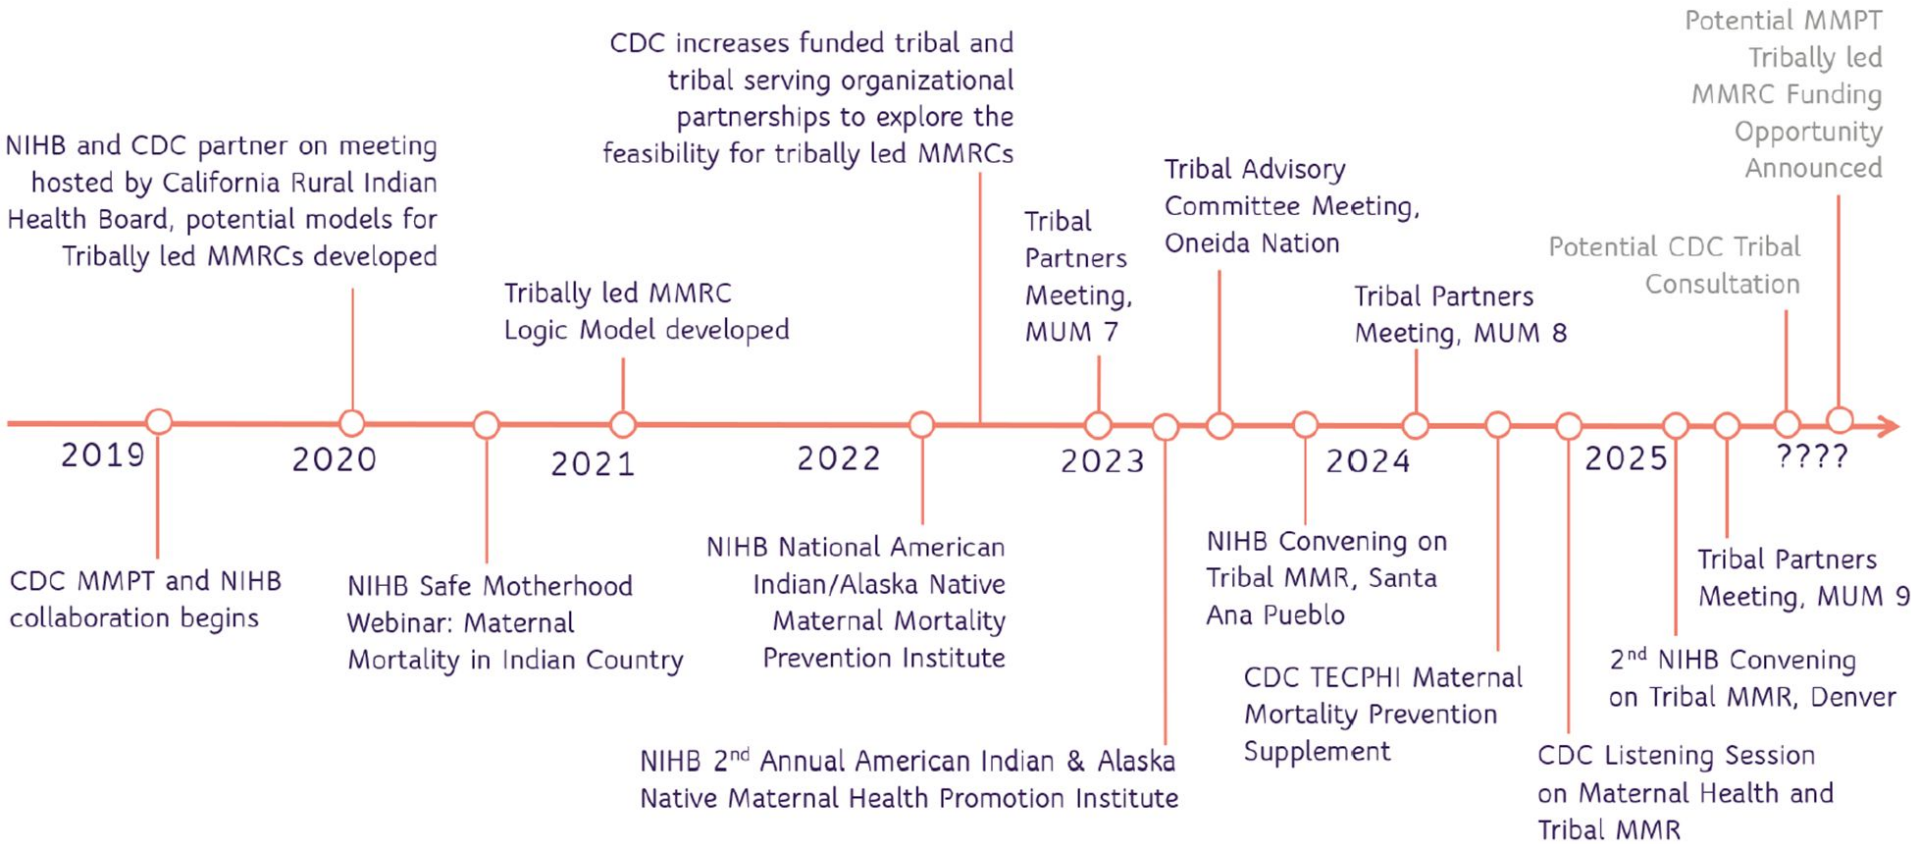 NIHB and CDC partner on meeting
hosted by California Rural Indian
Health Board, potential models for
Tribally led MMRCs developed
Tribally led MMRC
Logic Model developed
CDC increases funded tribal and
tribal serving organizational
partnerships to explore the
feasibility for tribally led MMRCs
Tribal
Partners
Meeting,
MUM 7
Tribal Advisory
Committee Meeting,
Oneida Nation
Tribal Partners
Meeting, MUM 8
Potential CDC Tribal
Consultation
Potential MMPT
Tribally led
MMRC Funding
Opportunity
Announced
2019
2020
2021
2022
2023
2024
2025
????
CDC MMPT and NIHB
collaboration begins
NIHB Safe Motherhood
Webinar: Maternal
Mortality in Indian Country
NIHB National American
Indian/Alaska Native
Maternal Mortality
Prevention Institute
NIHB 2nd Annual American Indian & Alaska
Native Maternal Health Promotion Institute
NIHB Convening on
Tribal MMR, Santa
Ana Pueblo
CDC TECPHI Maternal
Mortality Prevention
Supplement
CDC Listening Session
on Maternal Health and
Tribal MMR
2nd NIHB Convening
on Tribal MMR, Denver
Tribal Partners
Meeting, MUM 9